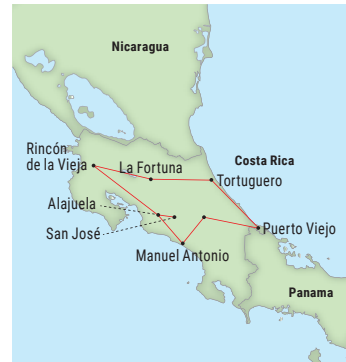 Nicaragua
Rincón
de la Vieja
La Fortuna
Costa Rica
Tortuguero
Alajuela
San José
Puerto Viejo
Manuel Antonio
Panama